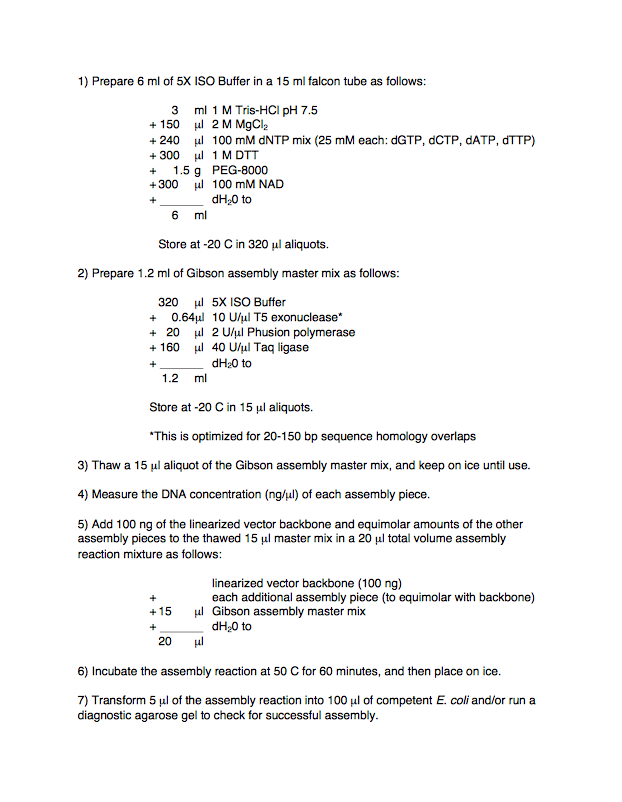 1) Prepare 6 ml of 5X ISO Buffer in a 15 ml falcon tube as follows:
3 ml 1 M Tris-HCl pH 7.5
+ 150 µl 2 M MgCl₂
+ 240 µl 100 mM dNTP mix (25 mM each: dGTP, dCTP, dATP, dTTP)
+ 300 µl 1 M DTT
+ 1.5 g PEG-8000
+ 300 µl 100 mM NAD
+ ______ dH₂0 to
6 ml
Store at -20 C in 320 µl aliquots.
2) Prepare 1.2 ml of Gibson assembly master mix as follows:
320 µl 5X ISO Buffer
+ 0.64µl 10 U/µl T5 exonuclease*
+ 20 µl 2 U/µl Phusion polymerase
+ 160 µl 40 U/µl Taq ligase
+ ______ dH₂0 to
1.2 ml
Store at -20 C in 15 µl aliquots.
*This is optimized for 20-150 bp sequence homology overlaps
3) Thaw a 15 µl aliquot of the Gibson assembly master mix, and keep on ice until use.
4) Measure the DNA concentration (ng/µl) of each assembly piece.
5) Add 100 ng of the linearized vector backbone and equimolar amounts of the other
assembly pieces to the thawed 15 µl master mix in a 20 µl total volume assembly
reaction mixture as follows:
linearized vector backbone (100 ng)
+ each additional assembly piece (to equimolar with backbone)
+ 15 µl Gibson assembly master mix
+ ______ dH₂0 to
20 µl
6) Incubate the assembly reaction at 50 C for 60 minutes, and then place on ice.
7) Transform 5 µl of the assembly reaction into 100 µl of competent E. coli and/or run a
diagnostic agarose gel to check for successful assembly.